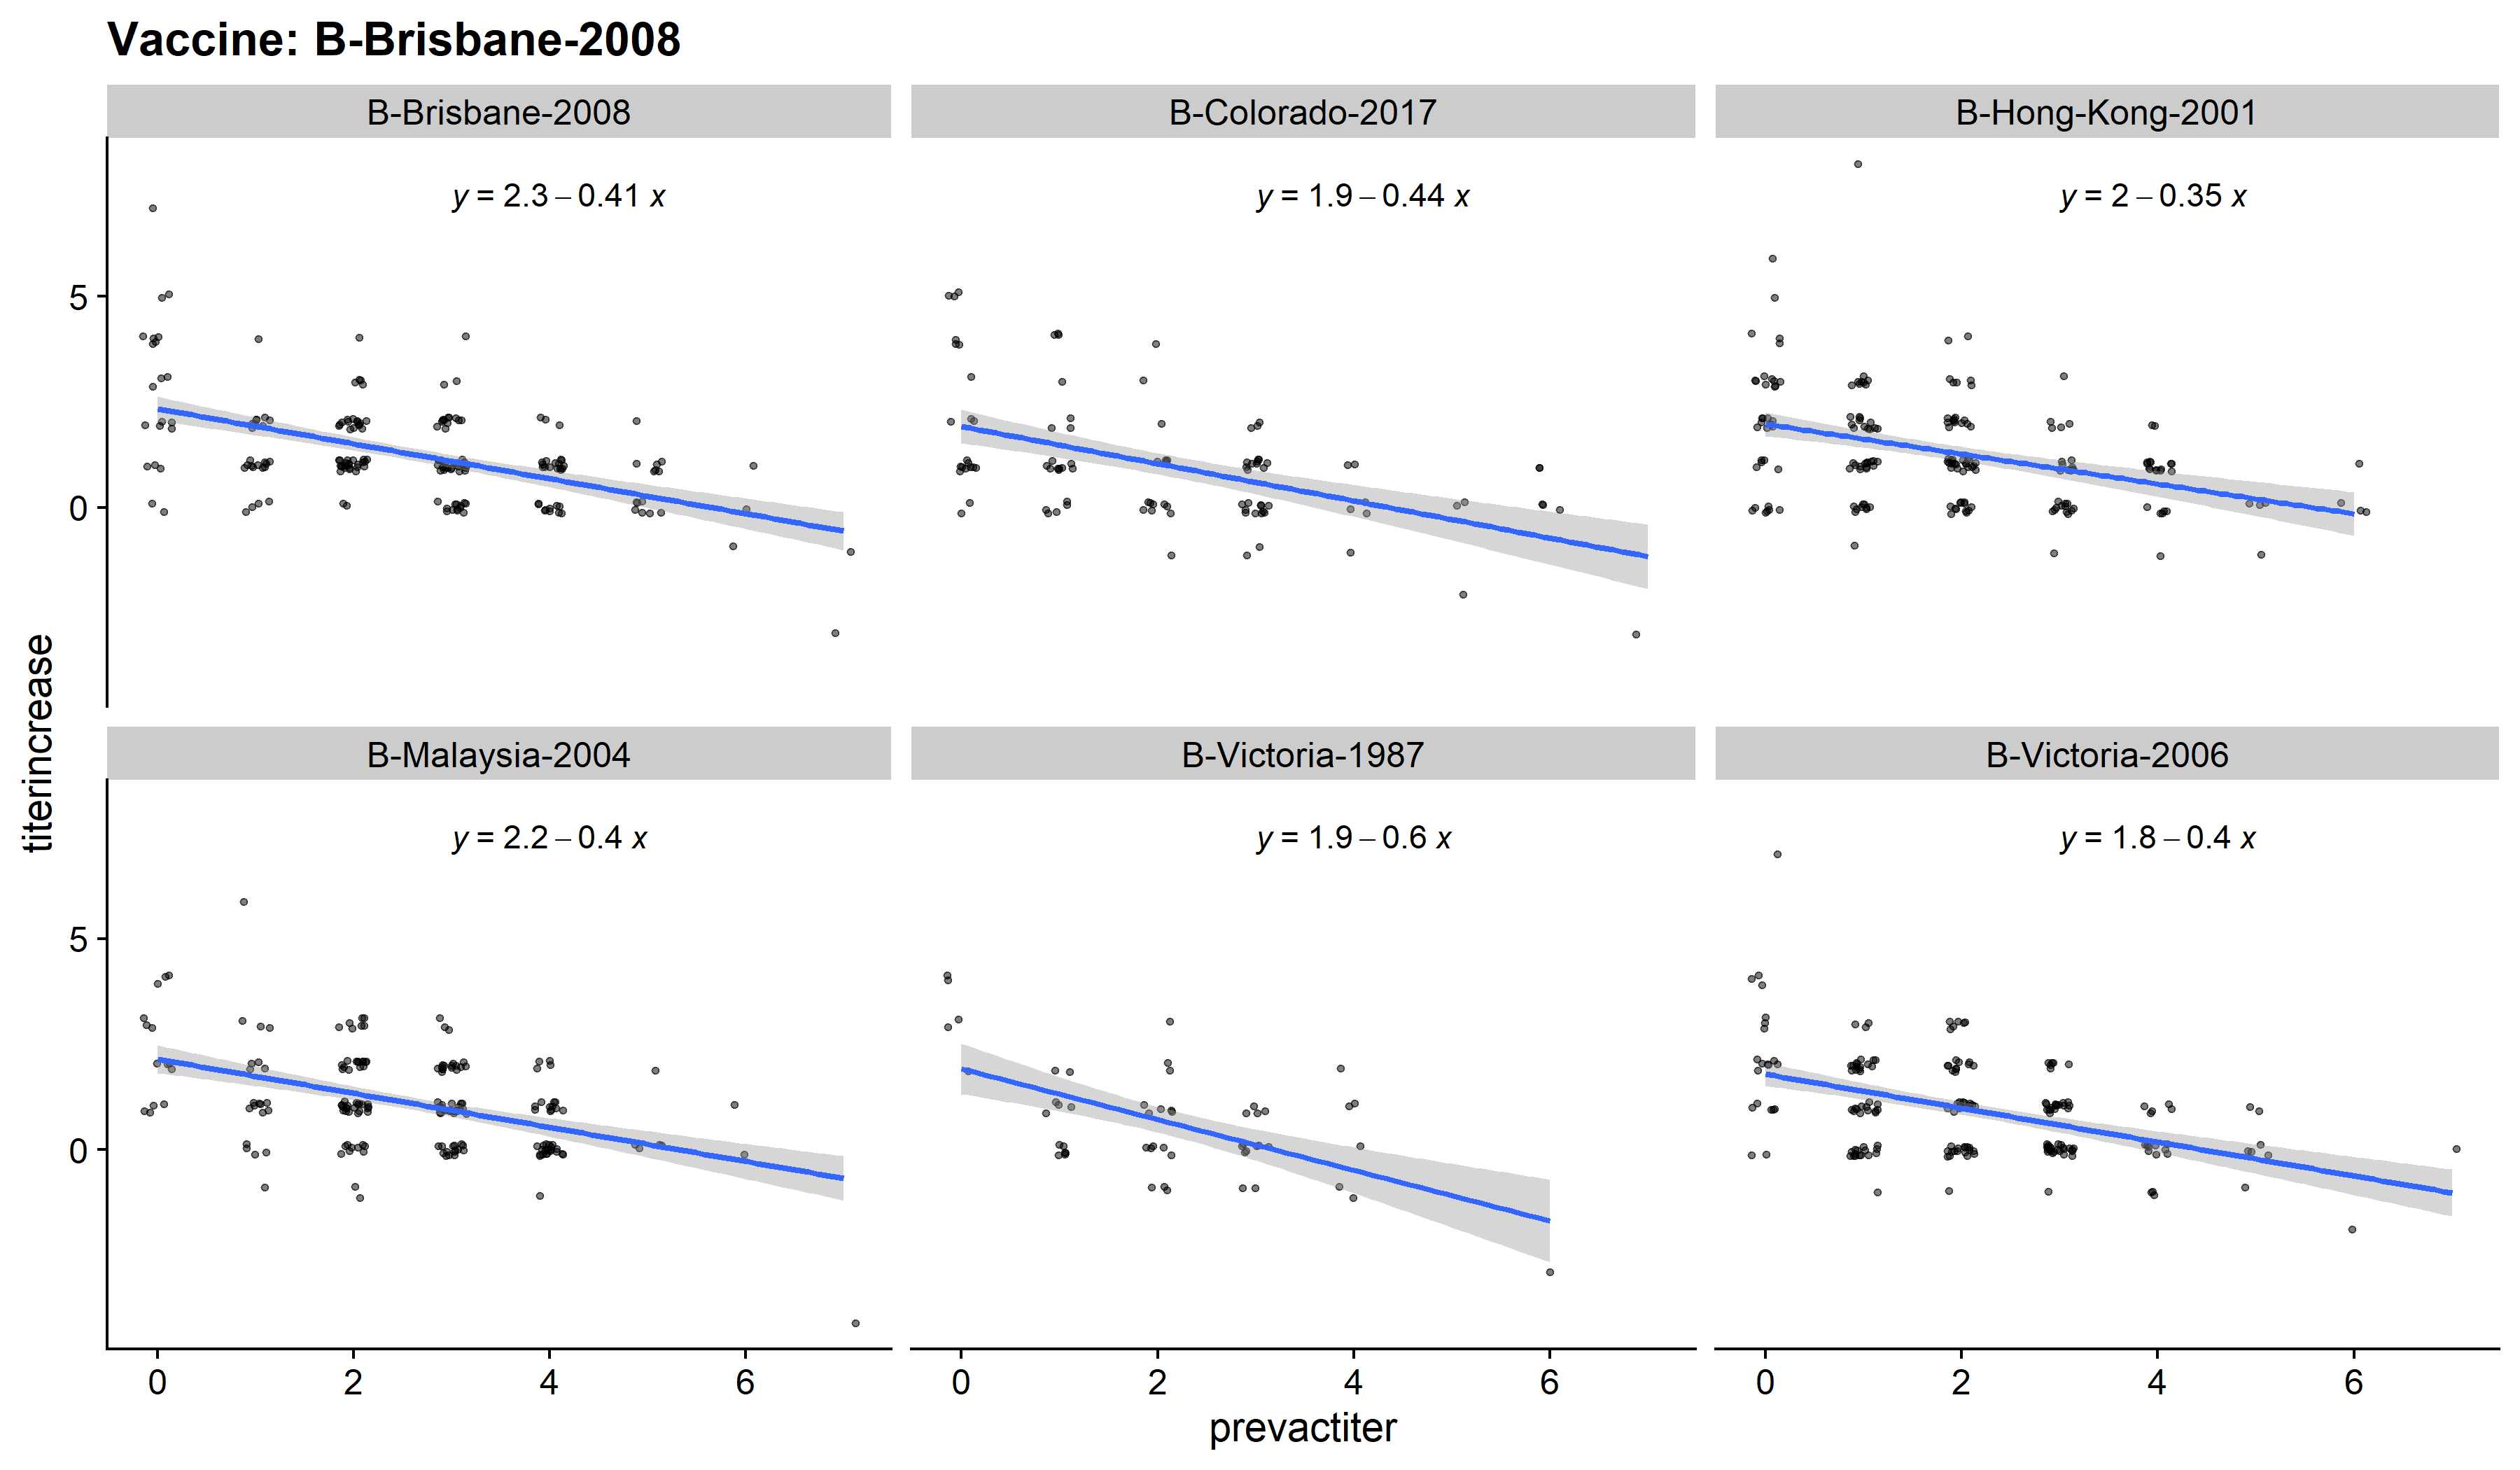 Vaccine: B-Brisbane-2008
B-Brisbane-2008
B-Colorado-2017
B-Hong-Kong-2001
y = 2.3 – 0.41 x
y = 1.9 – 0.44 x
y = 2 – 0.35 x
5
0
titerincrease
B-Malaysia-2004
B-Victoria-1987
B-Victoria-2006
y = 2.2 – 0.4 x
y = 1.9 – 0.6 x
y = 1.8 – 0.4 x
5
0
0 2 4 6
0 2 4 6
0 2 4 6
prevactiter